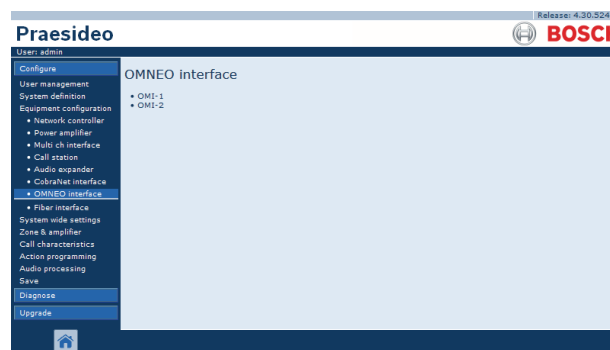 Release: 4.30.524
Praesideo
BOSCH
User: admin
Configure
User management
System definition
Equipment configuration
• Network controller
• Power amplifier
• Multi ch interface
• Call station
• Audio expander
• CobraNet interface
• OMNEO interface
• Fiber interface
System wide settings
Zone & amplifier
Call characteristics
Action programming
Audio processing
Save
Diagnose
Upgrade
OMNEO interface
• OMI-1
• OMI-2